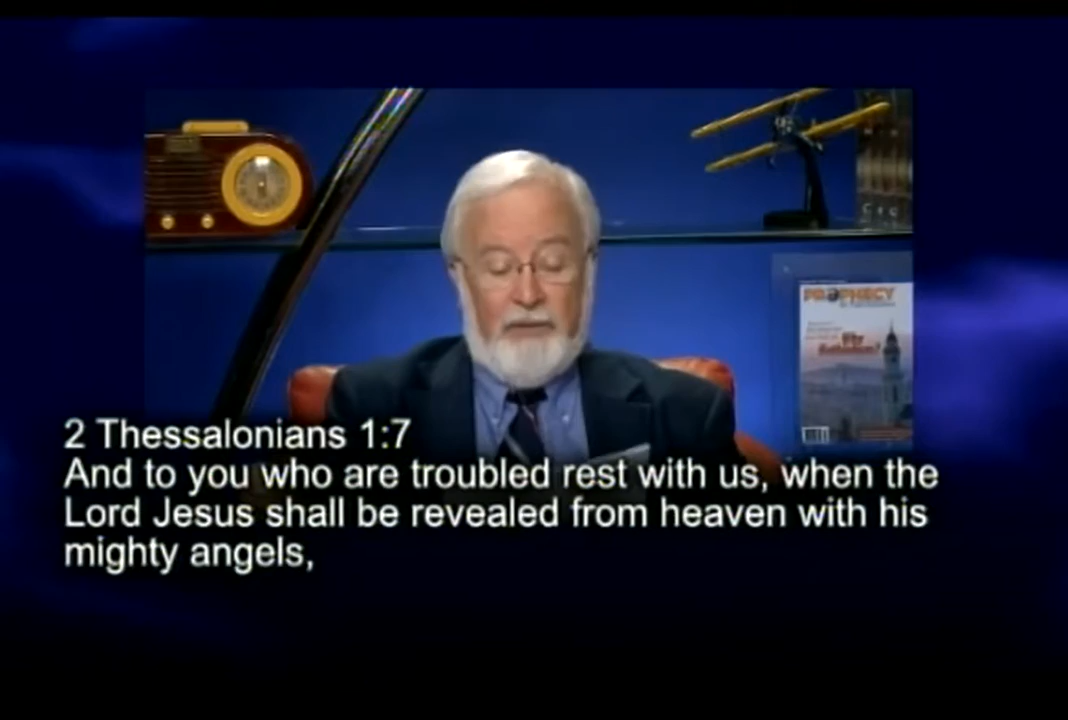 PROPHECY
2 Thessalonians 1:7
And to you who are troubled rest with us, when the
Lord Jesus shall be revealed from heaven with his
mighty angels,